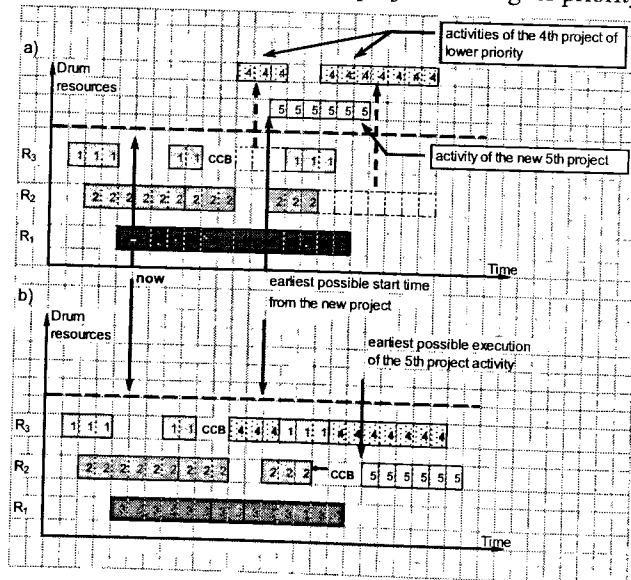 priority
a)
activities of the 4th project of
lower priority
Drum
resources
4 4 4
4 4 4 4 4 4 4
5 5 5 5 5 5
activity of the new 5th project
R3
1 1 1
1 1
CCB
1 1 1
R2
2 2 2 2 2 2 2 2 2
2 2 2
R1
Time
now
earliest possible start time
from the new project
b)
Drum
resources
earliest possible execution
of the 5th project activity
R3
1 1 1
1 1
CCB
4 4 4 1 1 1 4 4 4 4 4 4 4
R2
2 2 2 2 2 2 2 2 2
2 2 2
CCB
5 5 5 5 5 5
R1
Time